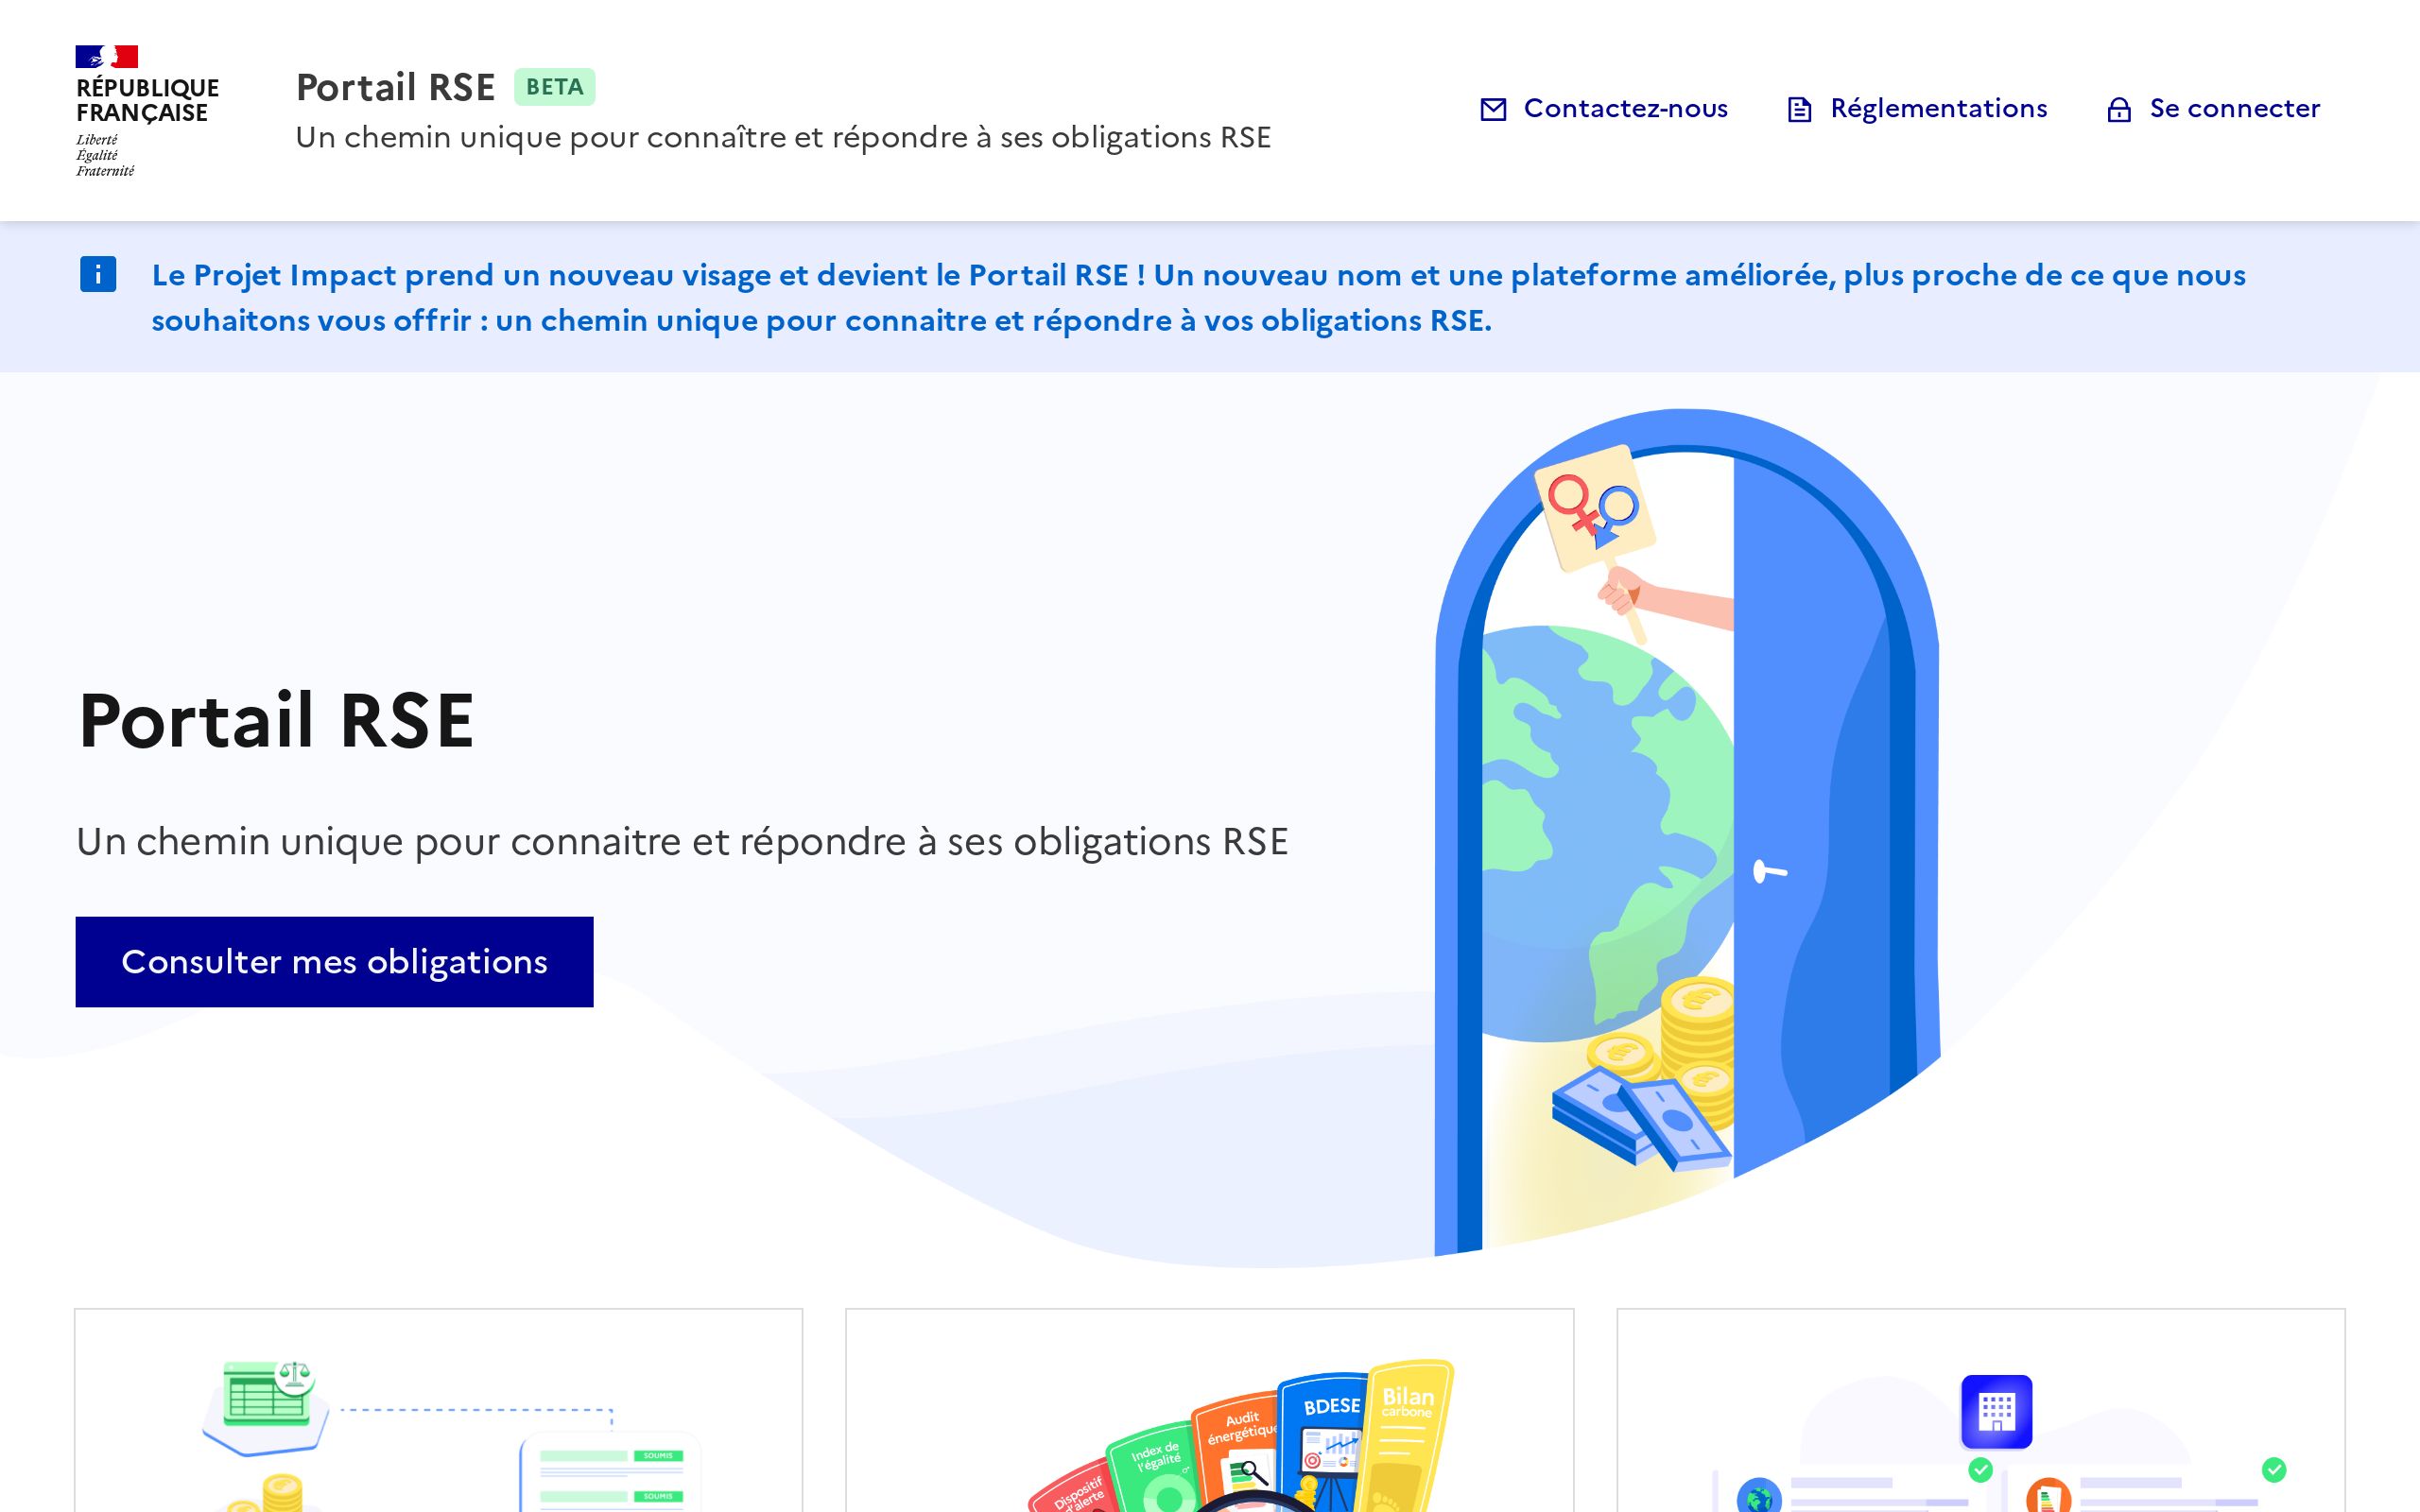 RÉPUBLIQUE
FRANÇAISE
Liberté
Égalité
Fraternité
Portail RSE BETA
Un chemin unique pour connaître et répondre à ses obligations RSE
Contactez-nous
Réglementations
Se connecter
Le Projet Impact prend un nouveau visage et devient le Portail RSE ! Un nouveau nom et une plateforme améliorée, plus proche de ce que nous
souhaitons vous offrir : un chemin unique pour connaitre et répondre à vos obligations RSE.
Portail RSE
Un chemin unique pour connaitre et répondre à ses obligations RSE
Consulter mes obligations
SOUMIS
SOUMIS
Dispositif
d'alerte
Index de
l'égalité
Audit
énergétique
BDESE
Bilan
carbone